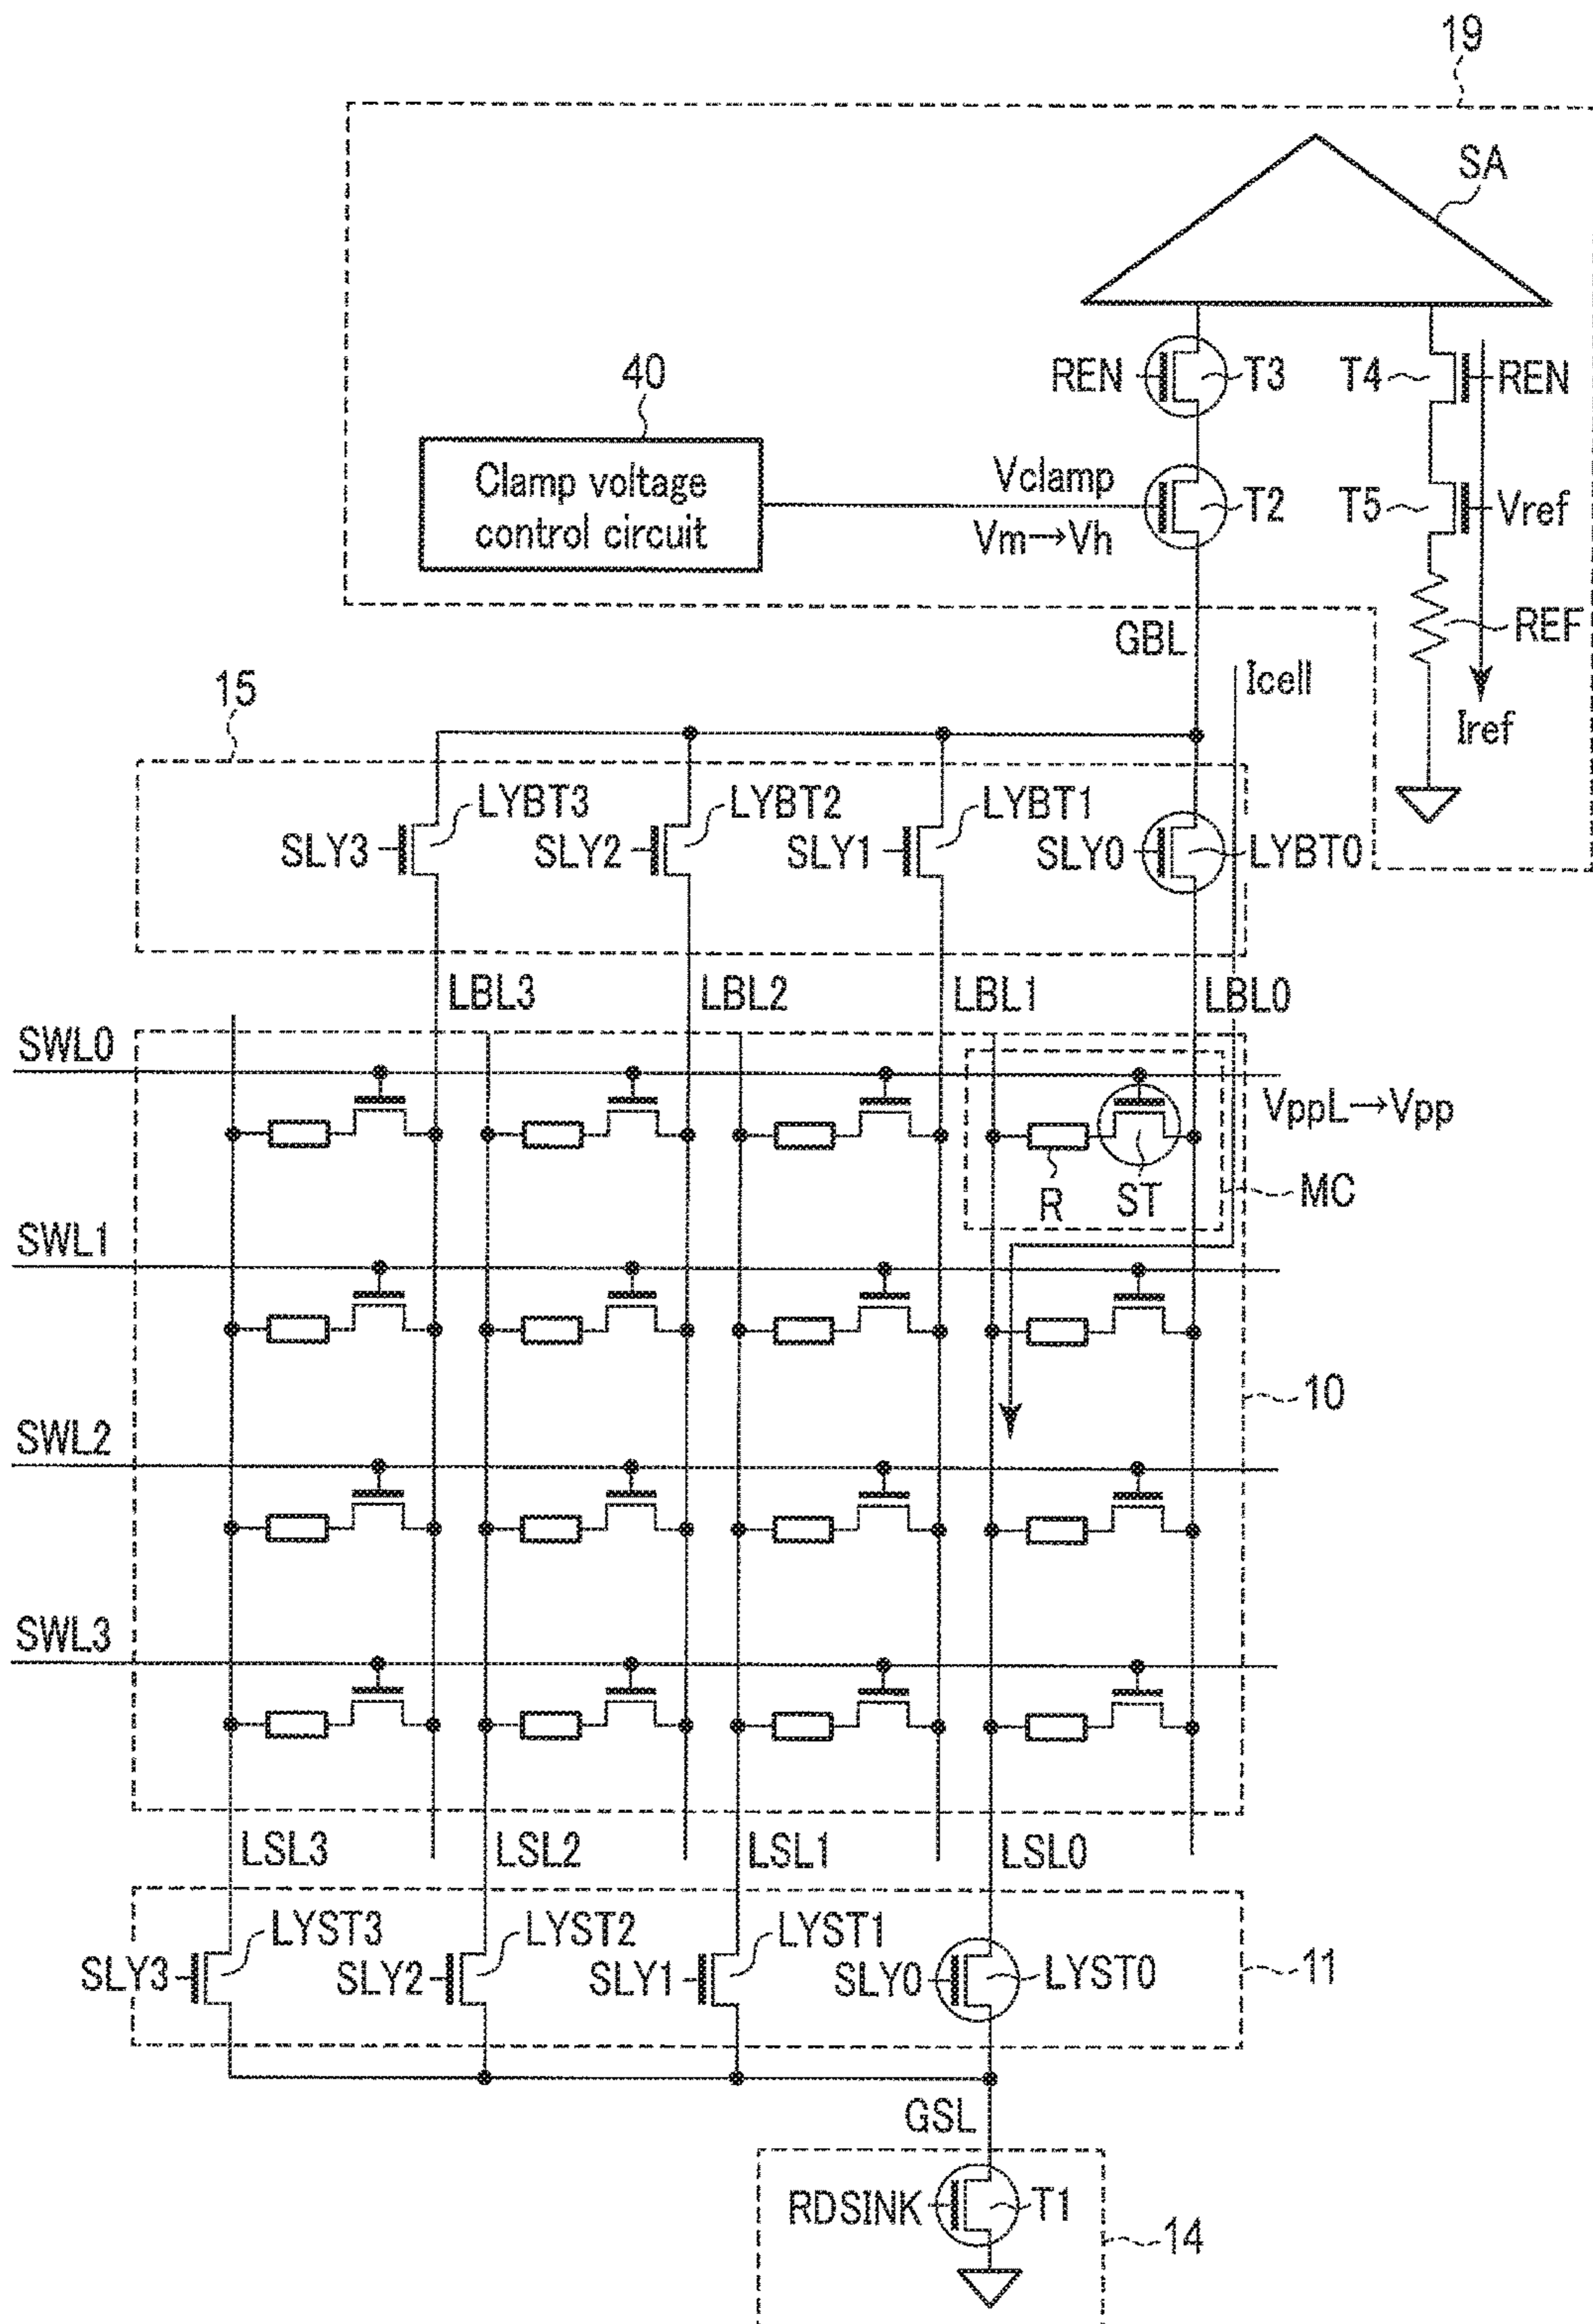 19
SA
REN T3 T4 REN
40
Clamp voltage
control circuit
Vclamp
Vm→Vh
T2 T5 Vref
REF
GBL
Icell
Iref
15
LYBT3 LYBT2 LYBT1
SLY3 SLY2 SLY1 SLY0 LYBT0
LBL3 LBL2 LBL1 LBL0
SWL0
VppL→Vpp
R ST MC
SWL1
10
SWL2
SWL3
LSL3 LSL2 LSL1 LSL0
LYST3 LYST2 LYST1
SLY3 SLY2 SLY1 SLY0 LYST0 11
GSL
RDSINK T1
14